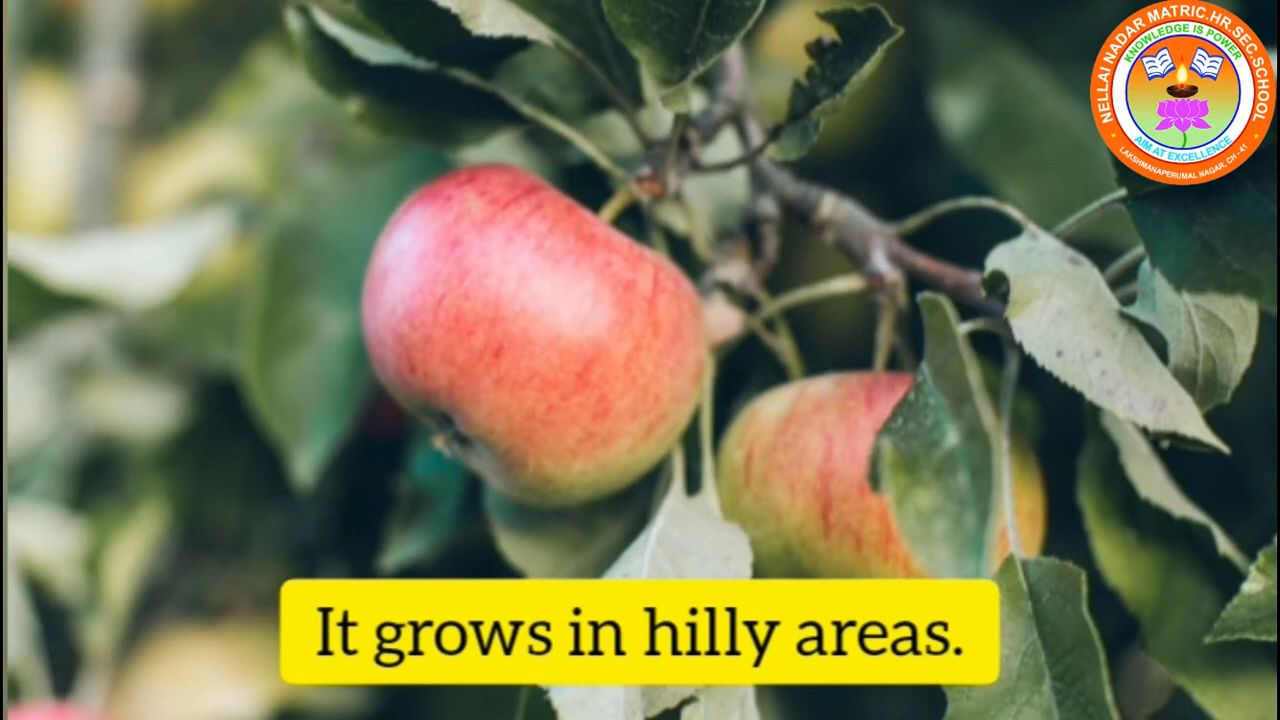 NELLAI NADAR MATRIC.HR.SEC.SCHOOL
KNOWLEDGE IS POWER
AIM AT EXCELLENCE
LAKSHMANAPERUMAL NAGAR, CH - 41
It grows in hilly areas.